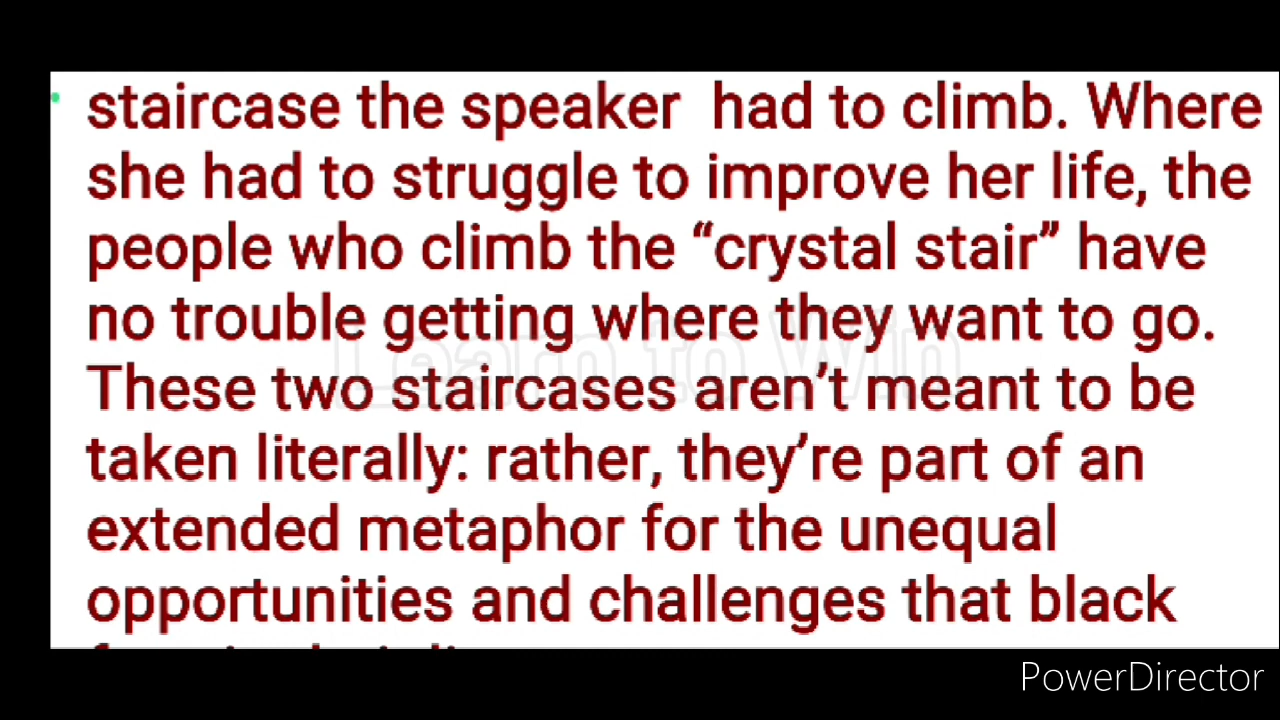 staircase the speaker had to climb. Where
she had to struggle to improve her life, the
people who climb the “crystal stair” have
no trouble getting where they want to go.
Learn to Win
These two staircases aren’t meant to be
taken literally: rather, they’re part of an
extended metaphor for the unequal
opportunities and challenges that black
PowerDirector